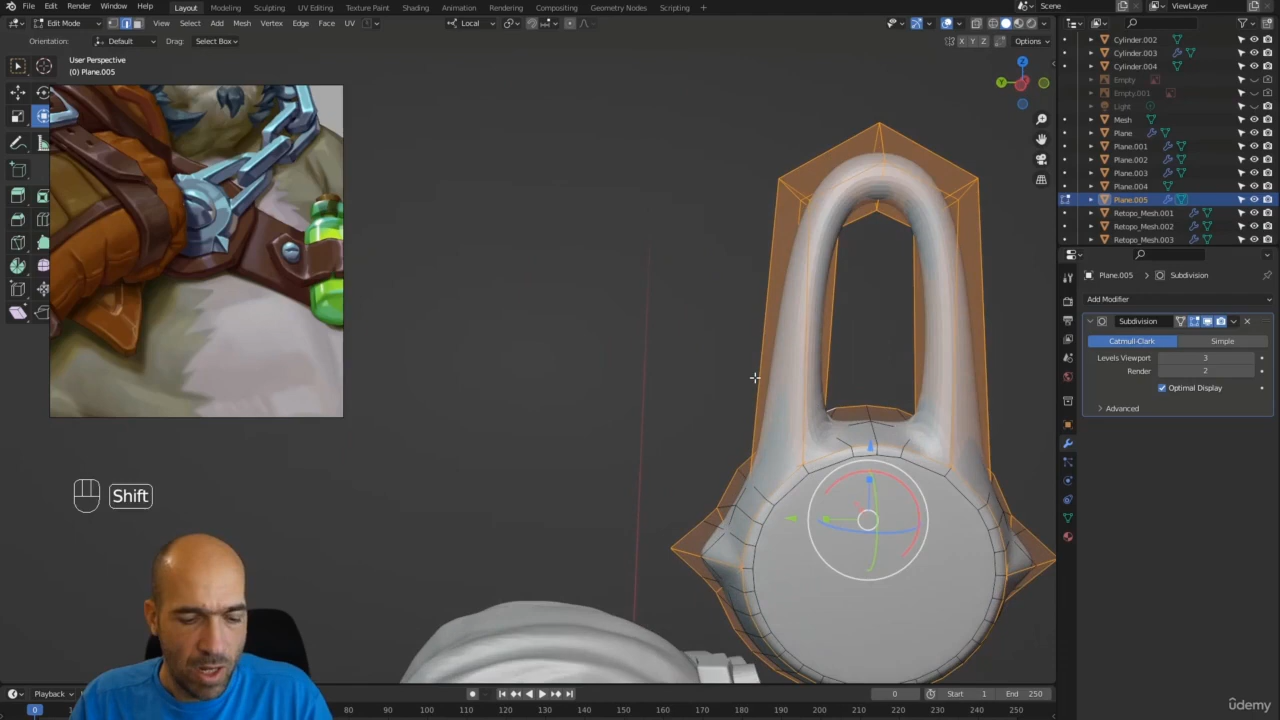 File Edit Render Window Help Layout Modeling Sculpting UV Editing Texture Paint Shading Animation Rendering Compositing Geometry Nodes Scripting Scene ViewLayer
Edit Mode View Select Add Mesh Vertex Edge Face UV Local
Orientation: Default Drag: Select Box X Y Z Options
User Perspective
(0) Plane.005
Z
Y
Shift
Cylinder.002
Cylinder.003
Cylinder.004
Empty
Empty.001
Light
Mesh
Plane
Plane.001
Plane.002
Plane.003
Plane.004
Plane.005
Retopo_Mesh.001
Retopo_Mesh.002
Retopo_Mesh.003
Plane.005 Subdivision
Add Modifier
Subdivision
Catmull-Clark Simple
Levels Viewport 3
Render 2
Optimal Display
Advanced
Playback 0 Start 1 End 250
0 80 90 100 110 120 130 140 150 160 170 180 190 200 210 220 230 240 250
ûdemy